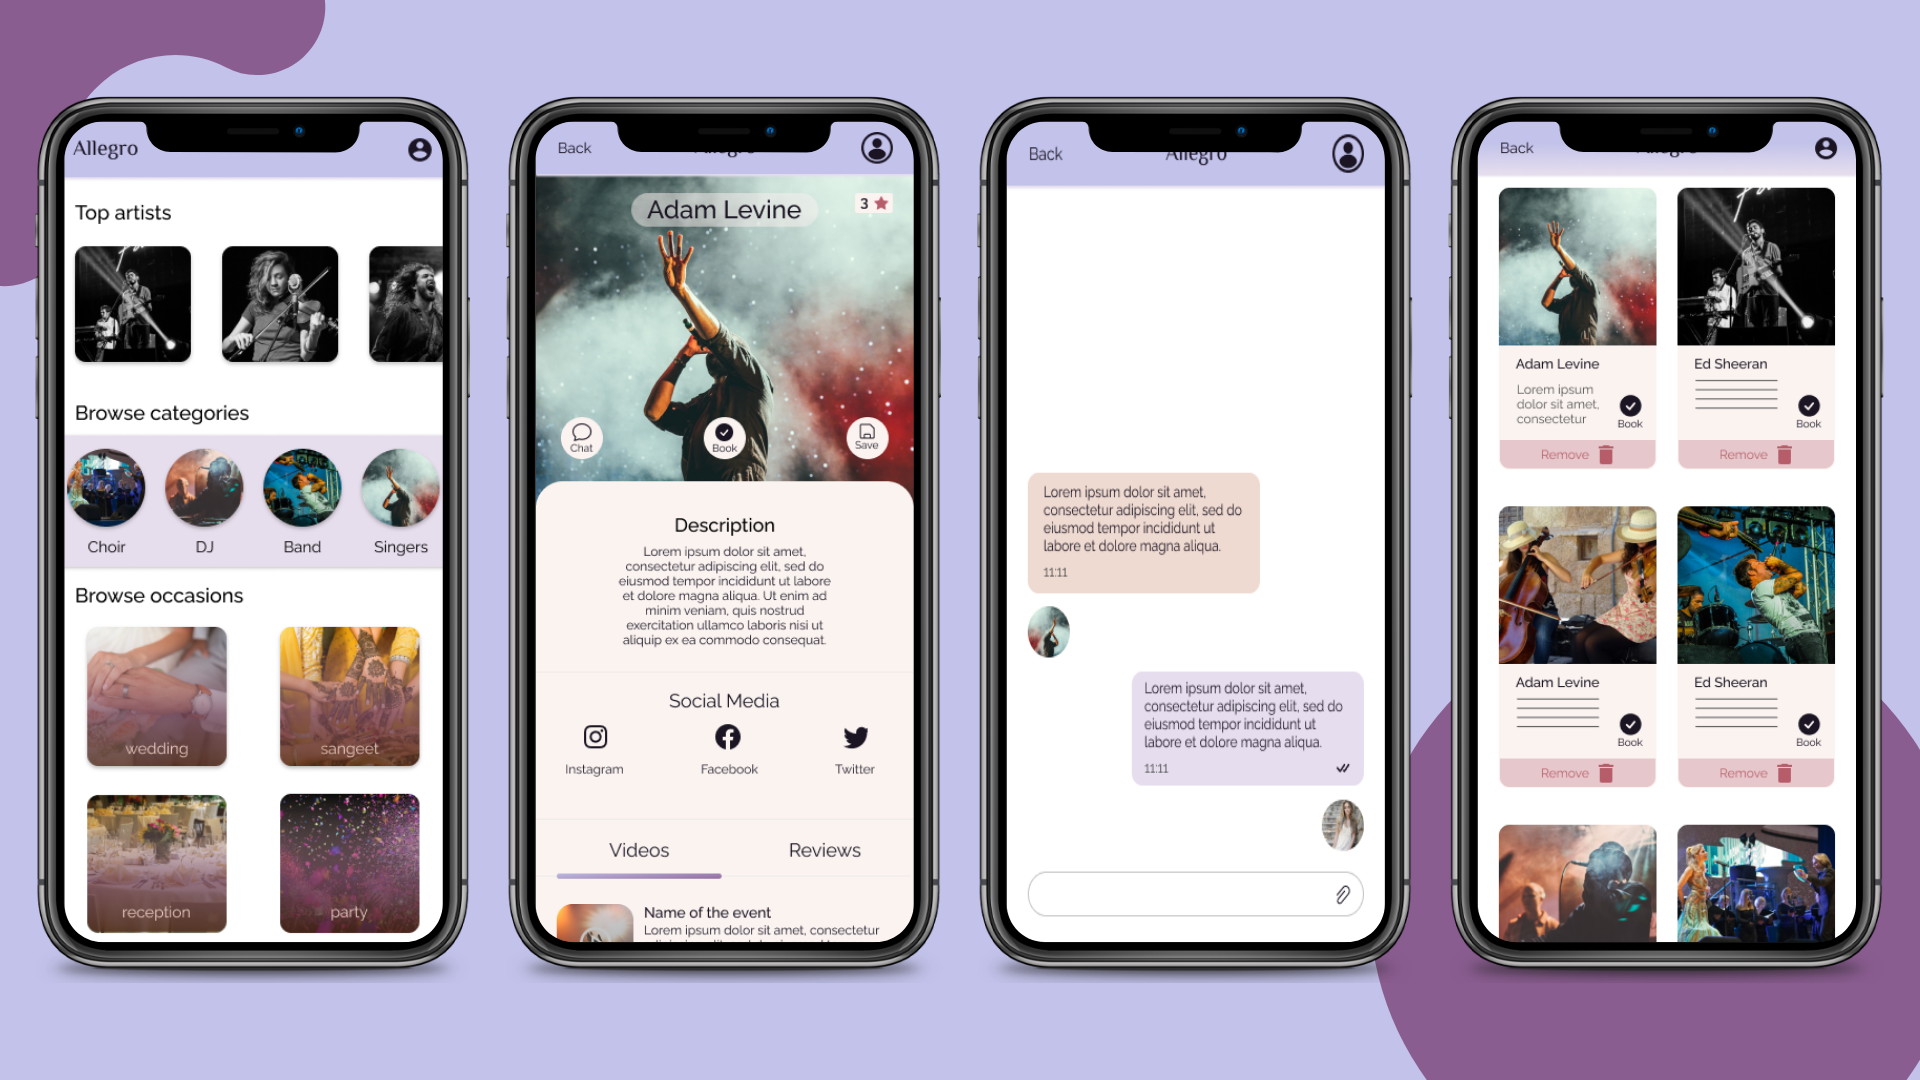 Allegro
Top artists
Browse categories
Choir
DJ
Band
Singers
Browse occasions
wedding
sangeet
reception
party
Back
Adam Levine
3
Chat
Book
Save
Description
Lorem ipsum dolor sit amet,
consectetur adipiscing elit, sed do
eiusmod tempor incididunt ut labore
et dolore magna aliqua. Ut enim ad
minim veniam, quis nostrud
exercitation ullamco laboris nisi ut
aliquip ex ea commodo consequat.
Social Media
Instagram
Facebook
Twitter
Videos
Reviews
Name of the event
Lorem ipsum dolor sit amet, consectetur
Back
Allegro
Lorem ipsum dolor sit amet,
consectetur adipiscing elit, sed do
eiusmod tempor incididunt ut
labore et dolore magna aliqua.
11:11
Lorem ipsum dolor sit amet,
consectetur adipiscing elit, sed do
eiusmod tempor incididunt ut
labore et dolore magna aliqua.
11:11
Back
Adam Levine
Lorem ipsum
dolor sit amet,
consectetur
Book
Remove
Ed Sheeran
Book
Remove
Adam Levine
Book
Remove
Ed Sheeran
Book
Remove